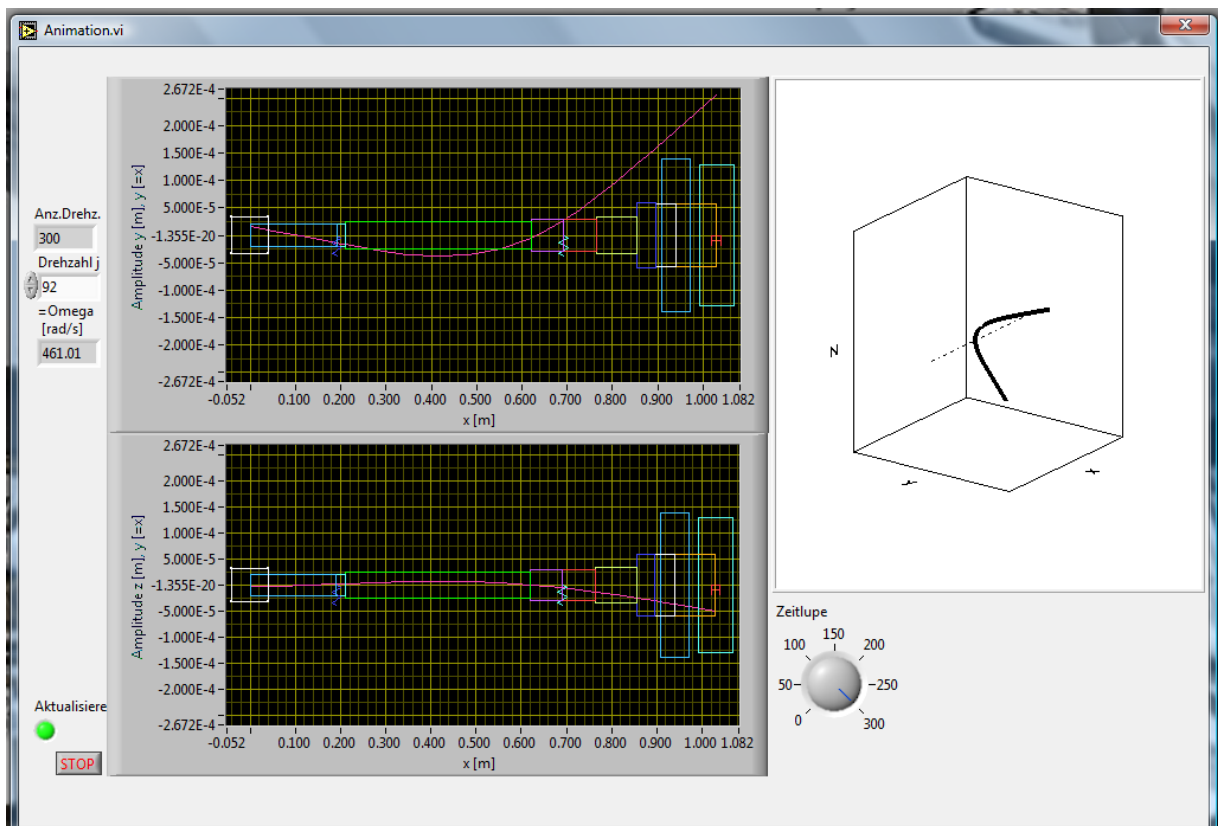 Animation.vi
Anz.Drehz.
300
Drehzahl j
92
=Omega
[rad/s]
461.01
Aktualisiere
STOP
Amplitude y [m], y [=x]
2.672E-4
2.000E-4
1.500E-4
1.000E-4
5.000E-5
-1.355E-20
-5.000E-5
-1.000E-4
-1.500E-4
-2.000E-4
-2.672E-4
-0.052 0.100 0.200 0.300 0.400 0.500 0.600 0.700 0.800 0.900 1.000 1.082
x [m]
Amplitude z [m], y [=x]
2.672E-4
2.000E-4
1.500E-4
1.000E-4
5.000E-5
-1.355E-20
-5.000E-5
-1.000E-4
-1.500E-4
-2.000E-4
-2.672E-4
-0.052 0.100 0.200 0.300 0.400 0.500 0.600 0.700 0.800 0.900 1.000 1.082
x [m]
z
y
x
Zeitlupe
0
50
100
150
200
250
300